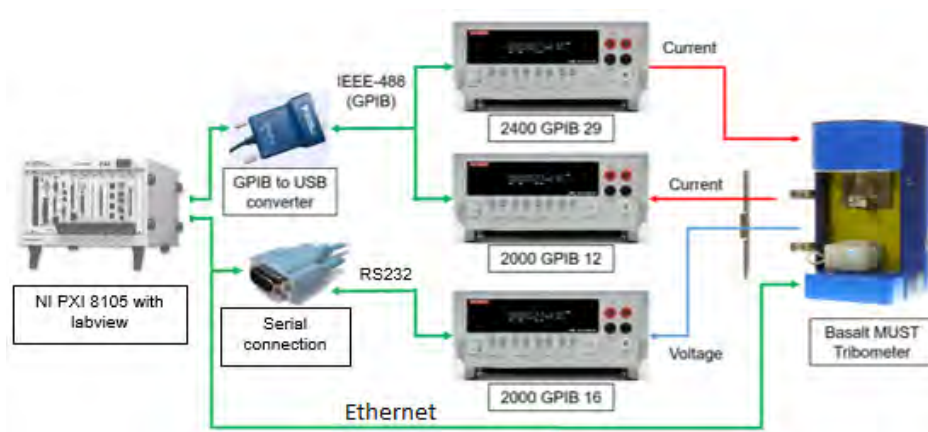 IEEE-488
(GPIB)
Current
2400 GPIB 29
GPIB to USB
converter
Current
2000 GPIB 12
NI PXI 8105 with
labview
RS232
Serial
connection
Voltage
Basalt MUST
Tribometer
2000 GPIB 16
Ethernet